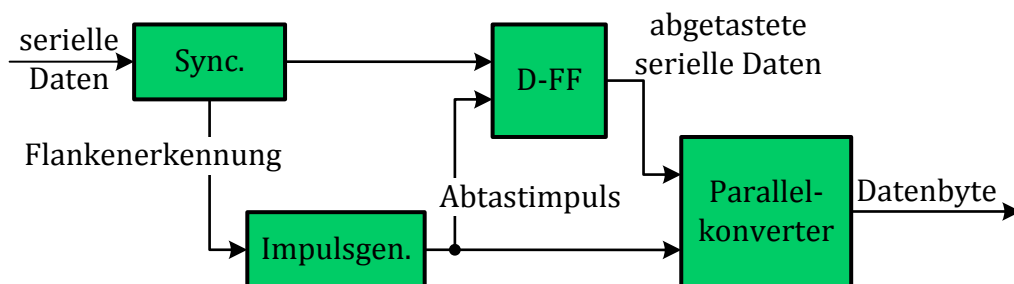 serielle
Daten
Sync.
D-FF
abgetastete
serielle Daten
Flankenerkennung
Abtastimpuls
Impulsgen.
Parallel-
konverter
Datenbyte